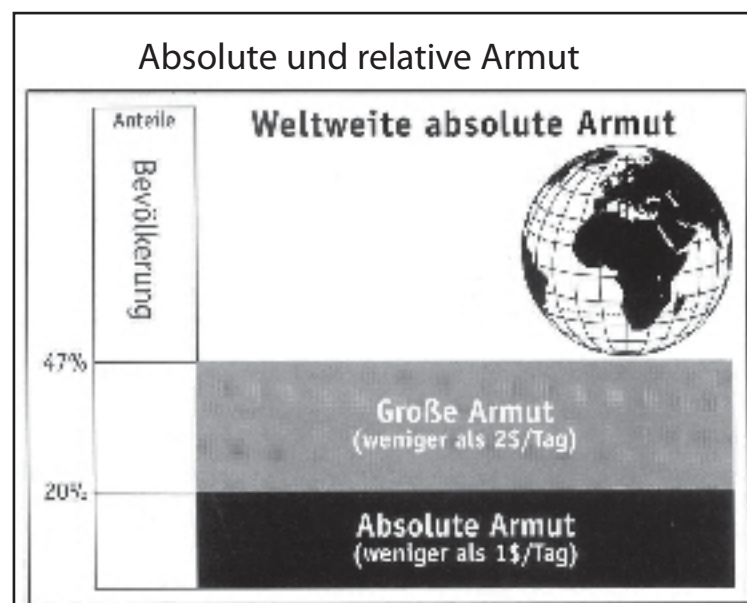 Absolute und relative Armut
Anteile
Weltweite absolute Armut
Bevölkerung
47%
Große Armut
(weniger als 2$/Tag)
20%
Absolute Armut
(weniger als 1$/Tag)